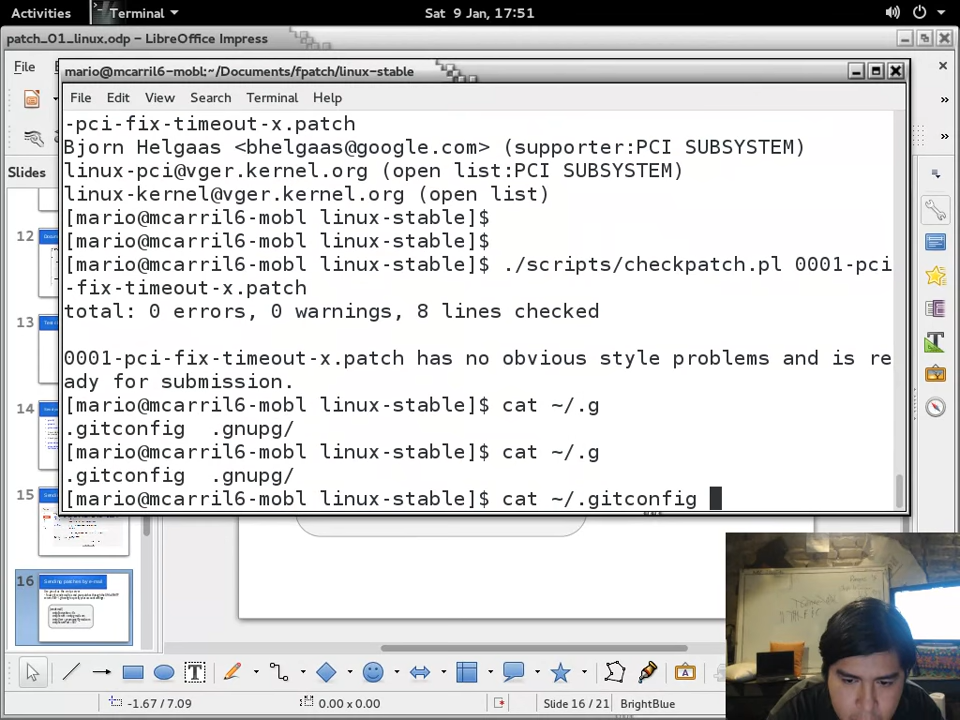 Activities
Terminal
Sat 9 Jan, 17:51
patch_01_linux.odp – LibreOffice Impress
File
mario@mcarril6-mobl:~/Documents/fpatch/linux-stable
File Edit View Search Terminal Help
-pci-fix-timeout-x.patch
Bjorn Helgaas <bhelgaas@google.com> (supporter:PCI SUBSYSTEM)
linux-pci@vger.kernel.org (open list:PCI SUBSYSTEM)
linux-kernel@vger.kernel.org (open list)
[mario@mcarril6-mobl linux-stable]$
[mario@mcarril6-mobl linux-stable]$
[mario@mcarril6-mobl linux-stable]$ ./scripts/checkpatch.pl 0001-pci
-fix-timeout-x.patch
total: 0 errors, 0 warnings, 8 lines checked
0001-pci-fix-timeout-x.patch has no obvious style problems and is re
ady for submission.
[mario@mcarril6-mobl linux-stable]$ cat ~/.g
.gitconfig .gnupg/
[mario@mcarril6-mobl linux-stable]$ cat ~/.g
.gitconfig .gnupg/
[mario@mcarril6-mobl linux-stable]$ cat ~/.gitconfig
Slides
12
13
14
15
16
Sending patches by e-mail
-1.67 / 7.09
0.00 x 0.00
Slide 16 / 21
BrightBlue